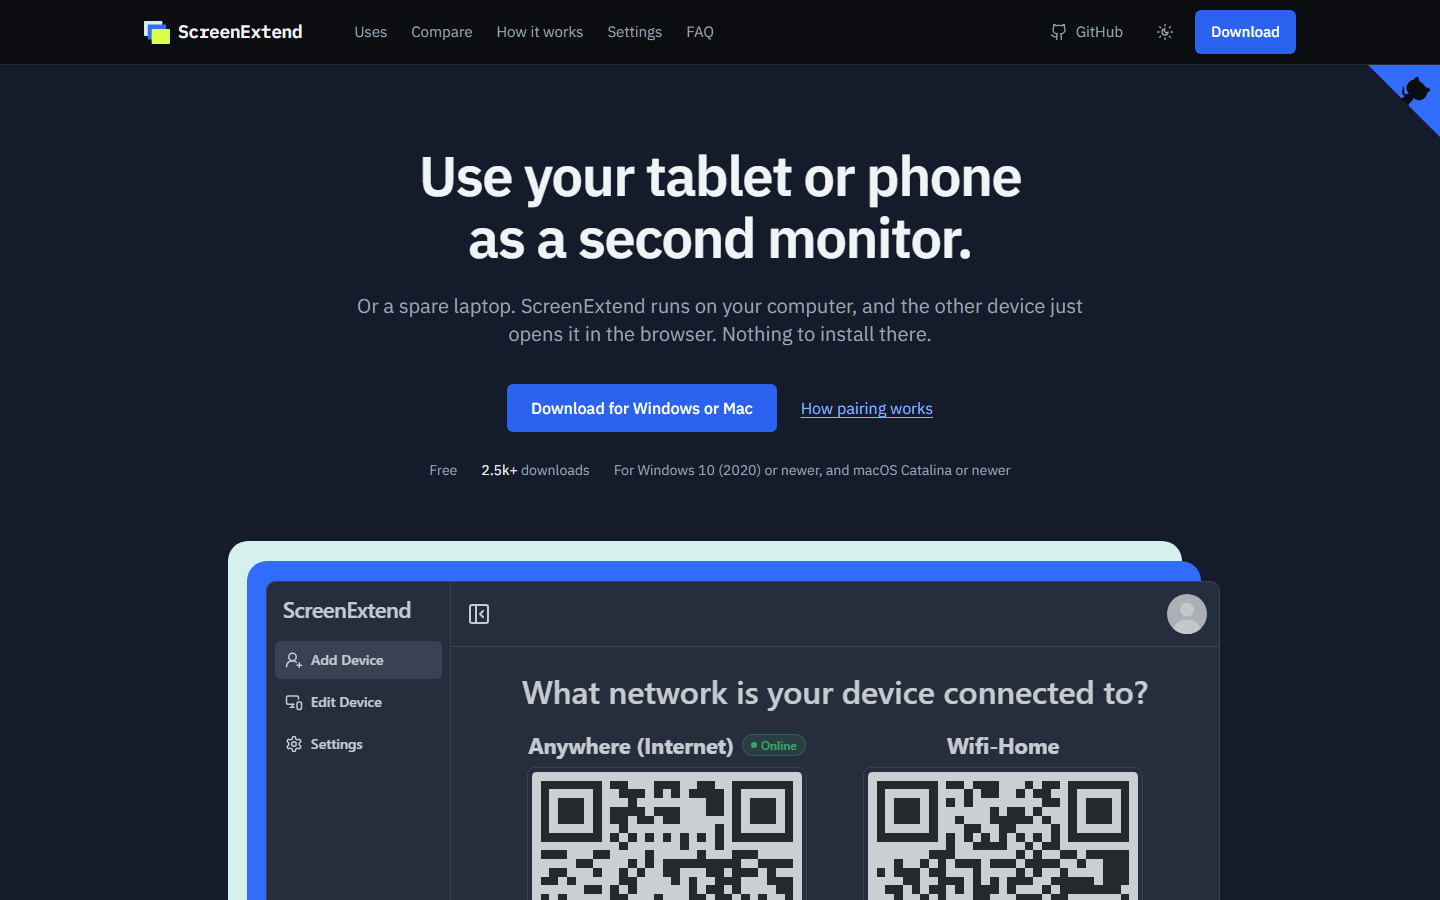 ScreenExtend
Uses
Compare
How it works
Settings
FAQ
GitHub
Download
Use your tablet or phone
as a second monitor.
Or a spare laptop. ScreenExtend runs on your computer, and the other device just
opens it in the browser. Nothing to install there.
Download for Windows or Mac
How pairing works
Free
2.5k+ downloads
For Windows 10 (2020) or newer, and macOS Catalina or newer
ScreenExtend
Add Device
Edit Device
Settings
What network is your device connected to?
Anywhere (Internet)
Online
Wifi-Home